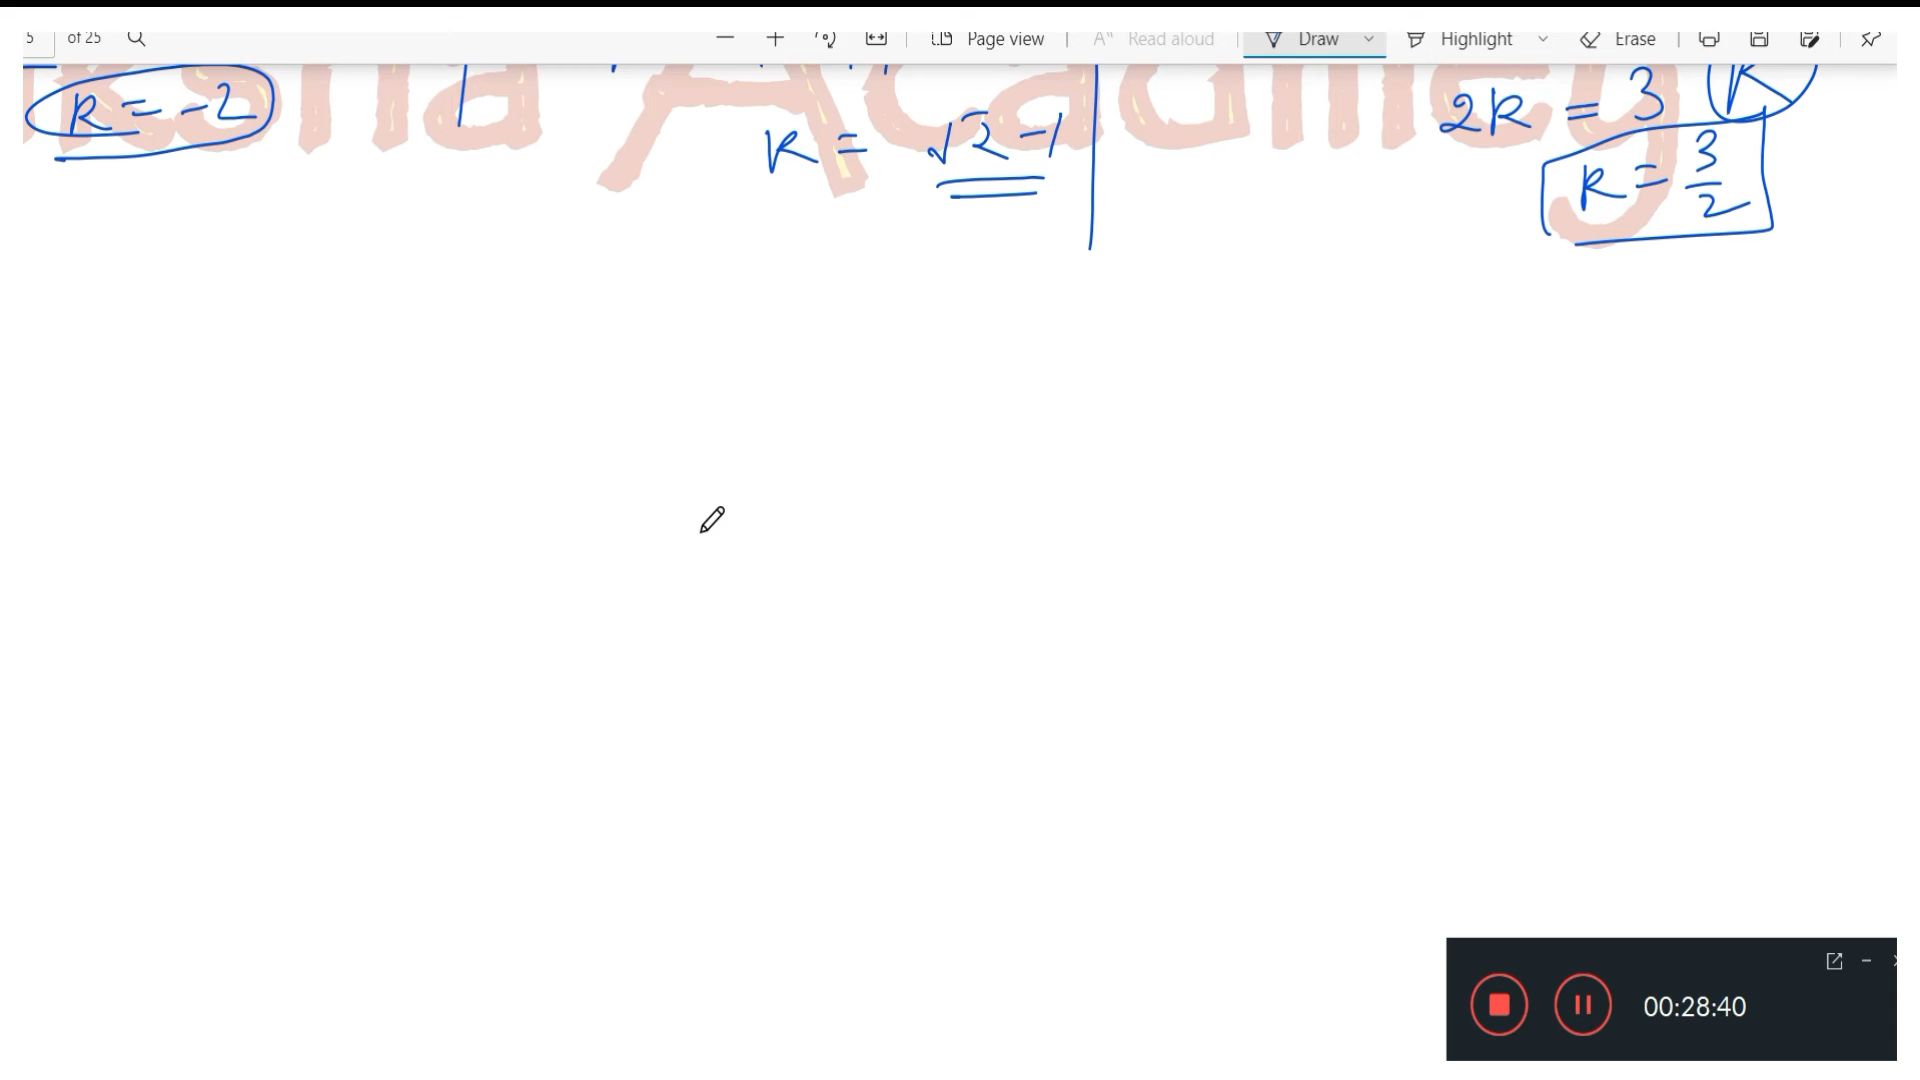 5 of 25 Page view Read aloud Draw Highlight Erase
Academy
k = -2
k = √2 - 1
2k = 3
k
k = 3/2
00:28:40